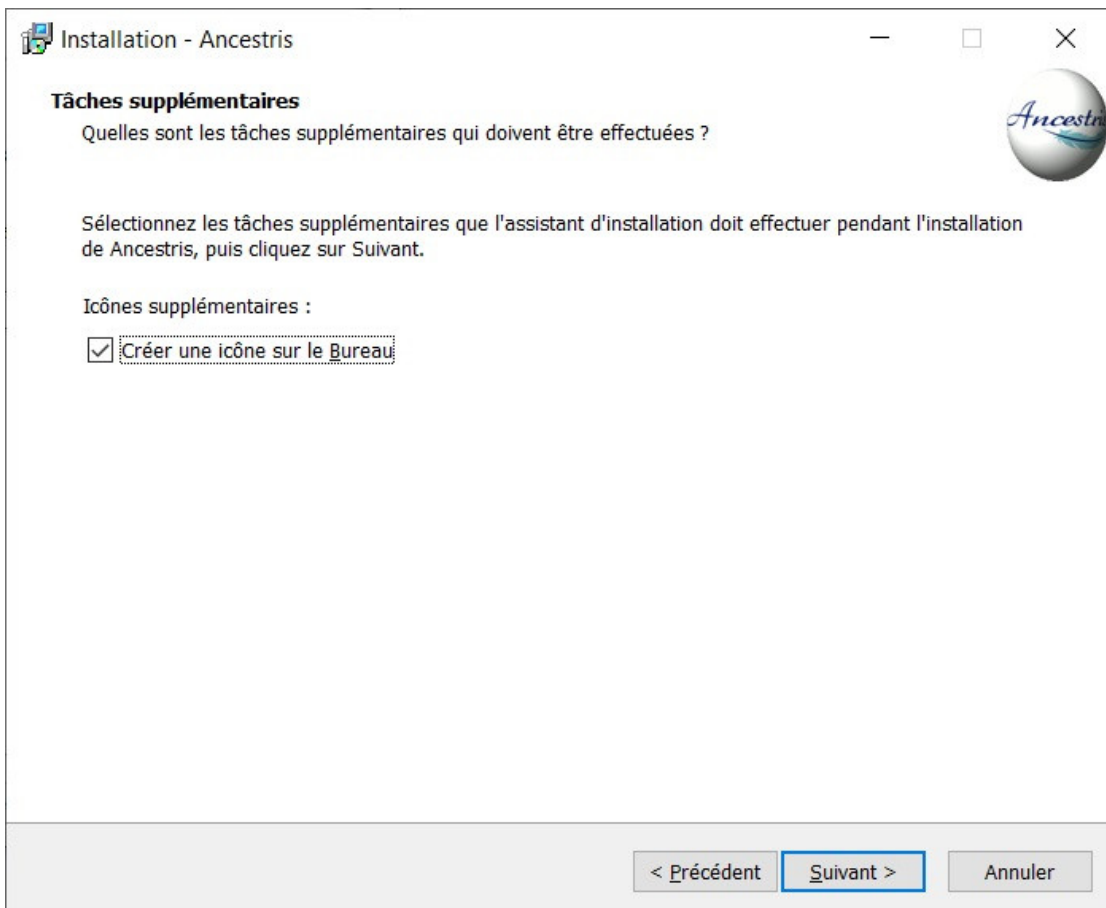 Installation - Ancestris
Tâches supplémentaires
Quelles sont les tâches supplémentaires qui doivent être effectuées ?
Ancestri
Sélectionnez les tâches supplémentaires que l'assistant d'installation doit effectuer pendant l'installation
de Ancestris, puis cliquez sur Suivant.
Icônes supplémentaires :
Créer une icône sur le Bureau
< Précédent
Suivant >
Annuler